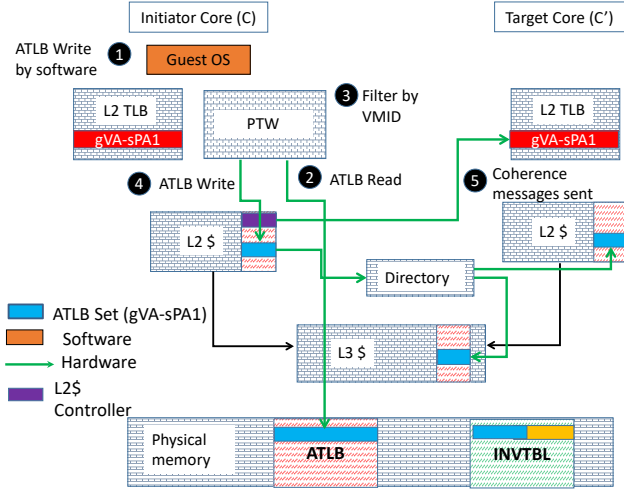 Initiator Core (C)
Target Core (C’)
ATLB Write
by software
1
Guest OS
3
Filter by
VMID
L2 TLB
gVA-sPA1
PTW
L2 TLB
gVA-sPA1
4
ATLB Write
2
ATLB Read
5
Coherence
messages sent
L2 $
L2 $
Directory
ATLB Set (gVA-sPA1)
Software
Hardware
L2$
Controller
L3 $
Physical
memory
ATLB
INVTBL